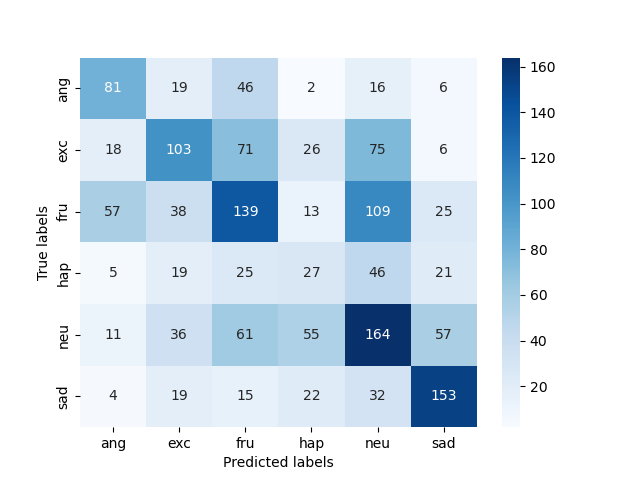 ang 81 19 46 2 16 6
exc 18 103 71 26 75 6
fru 57 38 139 13 109 25
hap 5 19 25 27 46 21
neu 11 36 61 55 164 57
sad 4 19 15 22 32 153
ang exc fru hap neu sad
Predicted labels
True labels
160
140
120
100
80
60
40
20